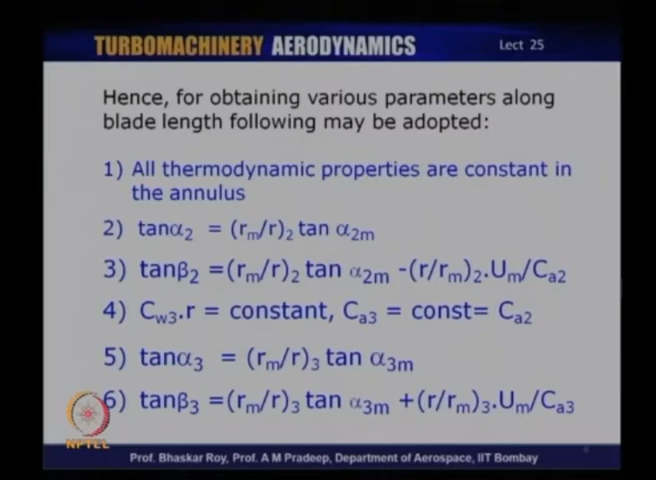 TURBOMACHINERY AERODYNAMICS
Lect 25
Hence, for obtaining various parameters along
blade length following may be adopted:
1) All thermodynamic properties are constant in
the annulus
2) tanα₂ = (rₘ/r)₂ tan α₂ₘ
3) tanβ₂ =(rₘ/r)₂ tan α₂ₘ -(r/rₘ)₂.Uₘ/Cₐ₂
4) C_w3.r = constant, Cₐ₃ = const= Cₐ₂
5) tanα₃ = (rₘ/r)₃ tan α₃ₘ
6) tanβ₃ =(rₘ/r)₃ tan α₃ₘ +(r/rₘ)₃.Uₘ/Cₐ₃
NPTEL
Prof. Bhaskar Roy, Prof. A M Pradeep, Department of Aerospace, IIT Bombay